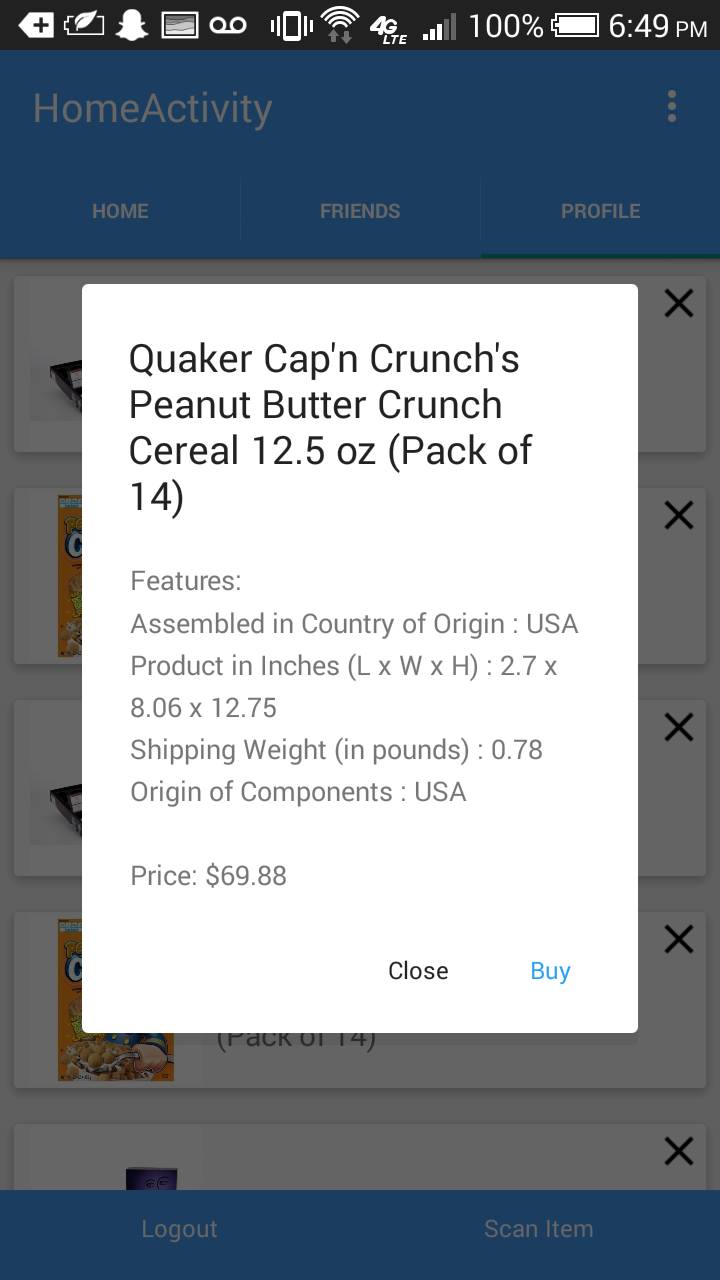 4G LTE 100% 6:49 PM
HomeActivity
HOME FRIENDS PROFILE
Quaker Cap'n Crunch's
Peanut Butter Crunch
Cereal 12.5 oz (Pack of
14)
Features:
Assembled in Country of Origin : USA
Product in Inches (L x W x H) : 2.7 x
8.06 x 12.75
Shipping Weight (in pounds) : 0.78
Origin of Components : USA
Price: $69.88
Close Buy
(Pack of 14)
Logout Scan Item